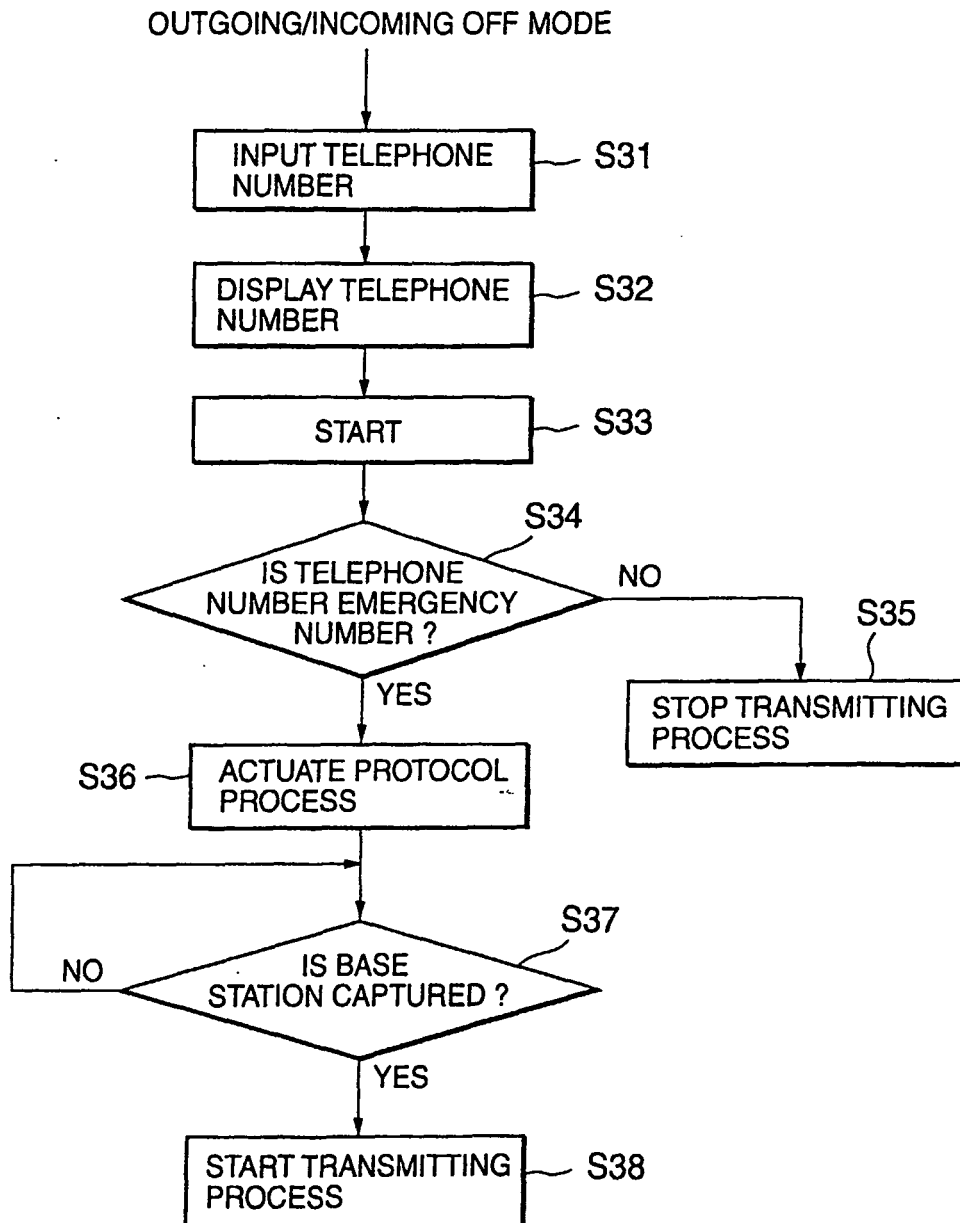 OUTGOING/INCOMING OFF MODE
INPUT TELEPHONE
NUMBER
S31
DISPLAY TELEPHONE
NUMBER
S32
START
S33
S34
IS TELEPHONE
NUMBER EMERGENCY
NUMBER ?
NO
S35
YES
STOP TRANSMITTING
PROCESS
S36
ACTUATE PROTOCOL
PROCESS
S37
NO
IS BASE
STATION CAPTURED ?
YES
START TRANSMITTING
PROCESS
S38